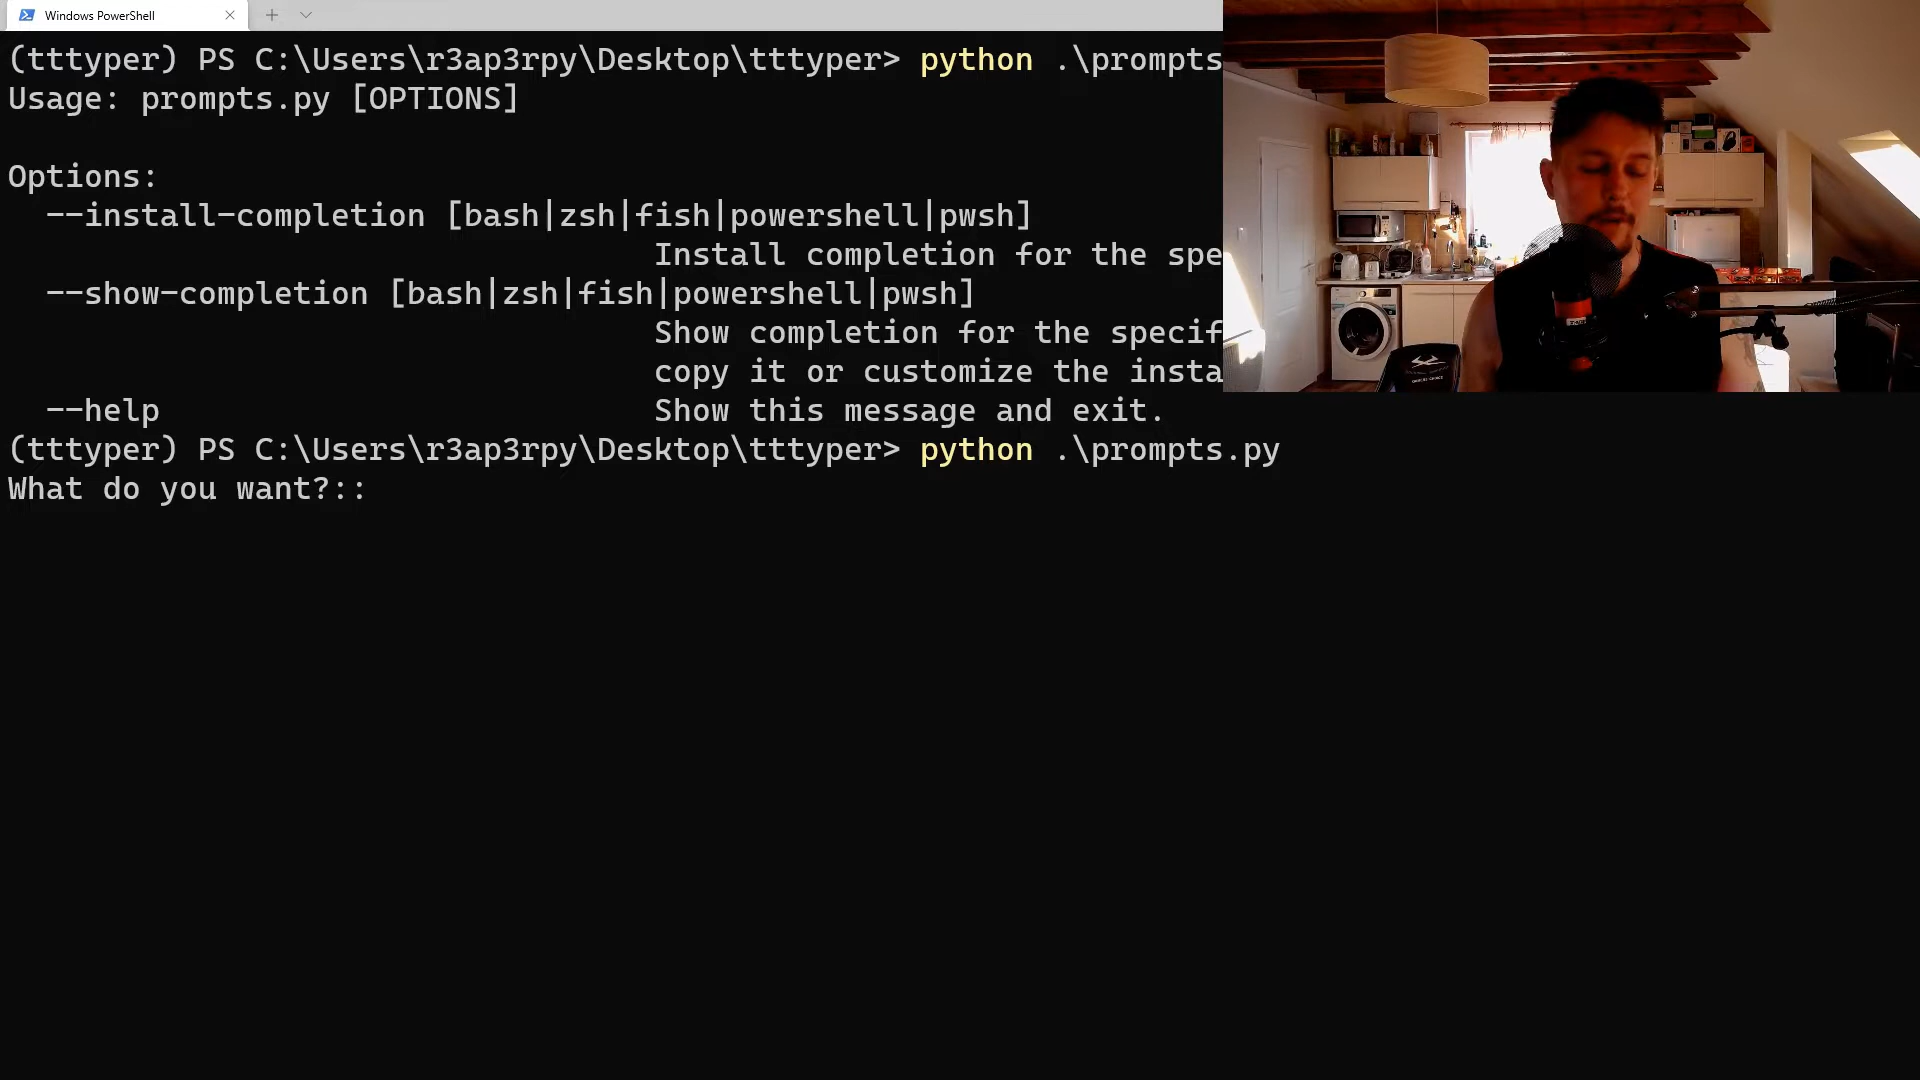 Windows PowerShell
(tttyper) PS C:\Users\r3ap3rpy\Desktop\tttyper> python .\prompts
Usage: prompts.py [OPTIONS]
Options:
--install-completion [bash|zsh|fish|powershell|pwsh]
Install completion for the spe
--show-completion [bash|zsh|fish|powershell|pwsh]
Show completion for the specif
copy it or customize the insta
--help Show this message and exit.
(tttyper) PS C:\Users\r3ap3rpy\Desktop\tttyper> python .\prompts.py
What do you want?::